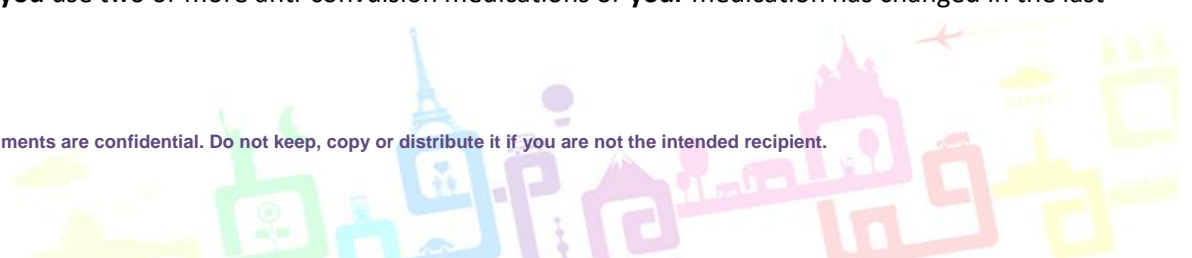 you use two or more anti-convulsion medications or your medication has changed in the last
ments are confidential. Do not keep, copy or distribute it if you are not the intended recipient.